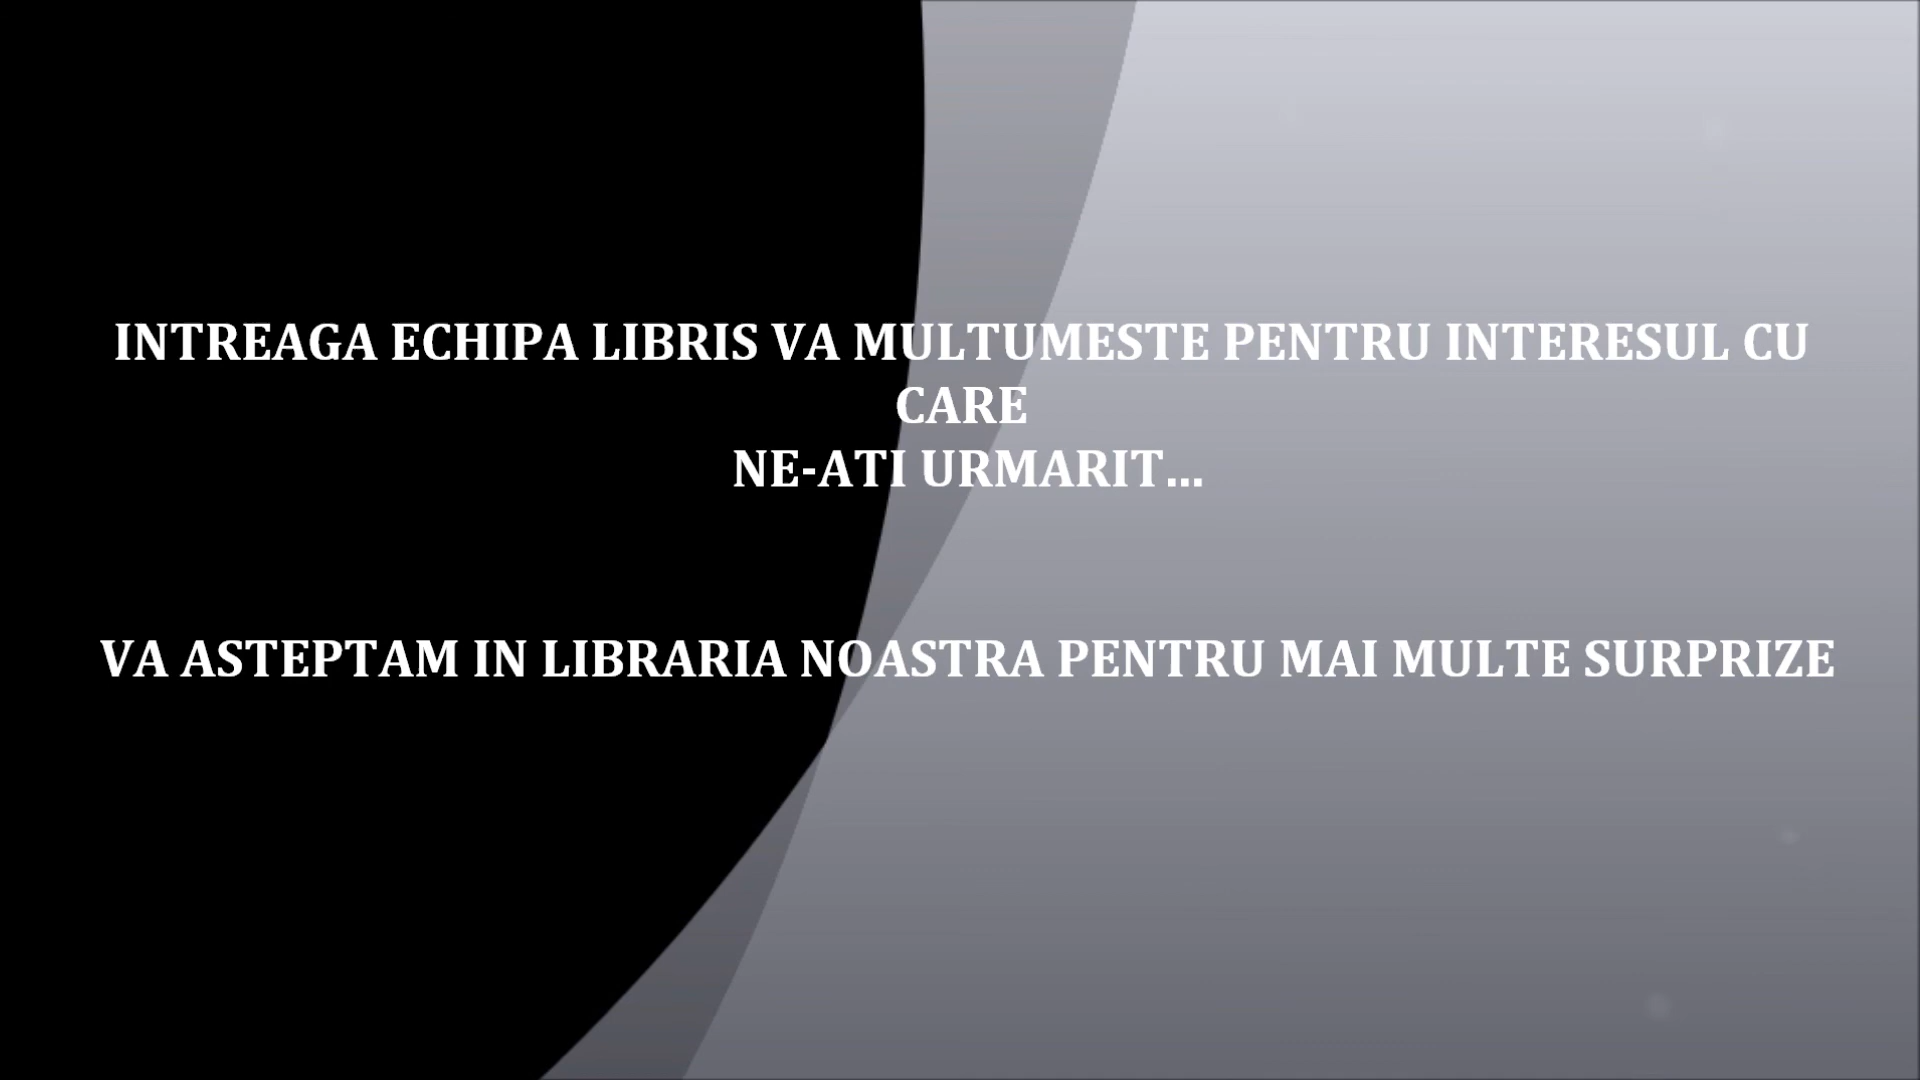 INTREAGA ECHIPA LIBRIS VA MULTUMESTE PENTRU INTERESUL CU
CARE
NE-ATI URMARIT...
VA ASTEPTAM IN LIBRARIA NOASTRA PENTRU MAI MULTE SURPRIZE